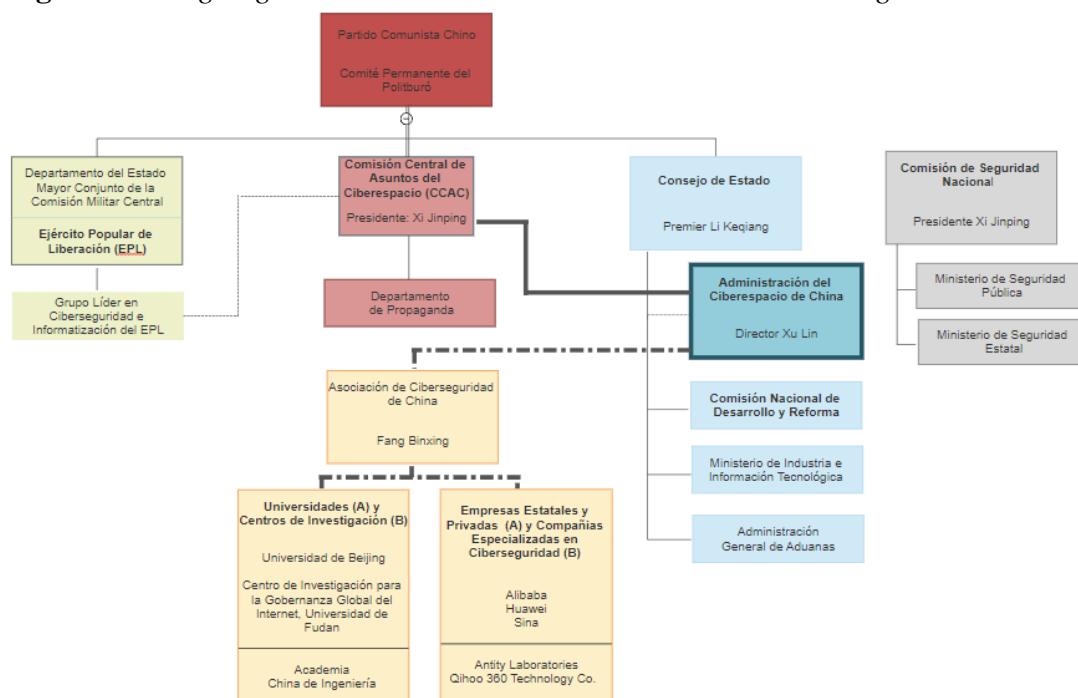 Partido Comunista Chino
Comité Permanente del
Politburó
Departamento del Estado
Mayor Conjunto de la
Comisión Militar Central
Ejército Popular de
Liberación (EPL)
Grupo Líder en
Ciberseguridad e
Informatización del EPL
Comisión Central de
Asuntos del
Ciberespacio (CCAC)
Presidente: Xi Jinping
Departamento
de Propaganda
Consejo de Estado
Premier Li Keqiang
Administración del
Ciberespacio de China
Director Xu Lin
Comisión Nacional de
Desarrollo y Reforma
Ministerio de Industria e
Información Tecnológica
Administración
General de Aduanas
Comisión de Seguridad
Nacional
Presidente Xi Jinping
Ministerio de Seguridad
Pública
Ministerio de Seguridad
Estatal
Asociación de Ciberseguridad
de China
Fang Binxing
Universidades (A) y
Centros de Investigación (B)
Universidad de Beijing
Centro de Investigación para
la Gobernanza Global del
Internet, Universidad de
Fudan
Academia
China de Ingeniería
Empresas Estatales y
Privadas (A) y Compañias
Especializadas en
Ciberseguridad (B)
Alibaba
Huawei
Sina
Antity Laboratories
Qihoo 360 Technology Co.